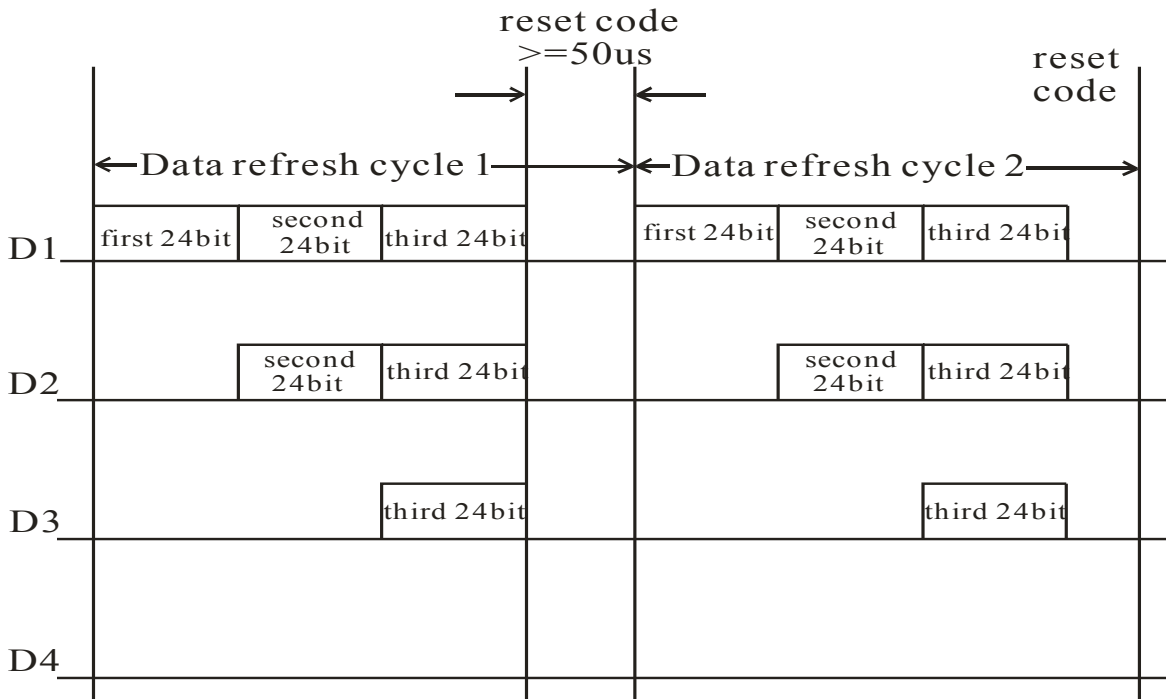 reset code
>=50us
reset
code
Data refresh cycle 1
Data refresh cycle 2
D1
first 24bit
second
24bit
third 24bit
first 24bit
second
24bit
third 24bit
D2
second
24bit
third 24bit
second
24bit
third 24bit
D3
third 24bit
third 24bit
D4